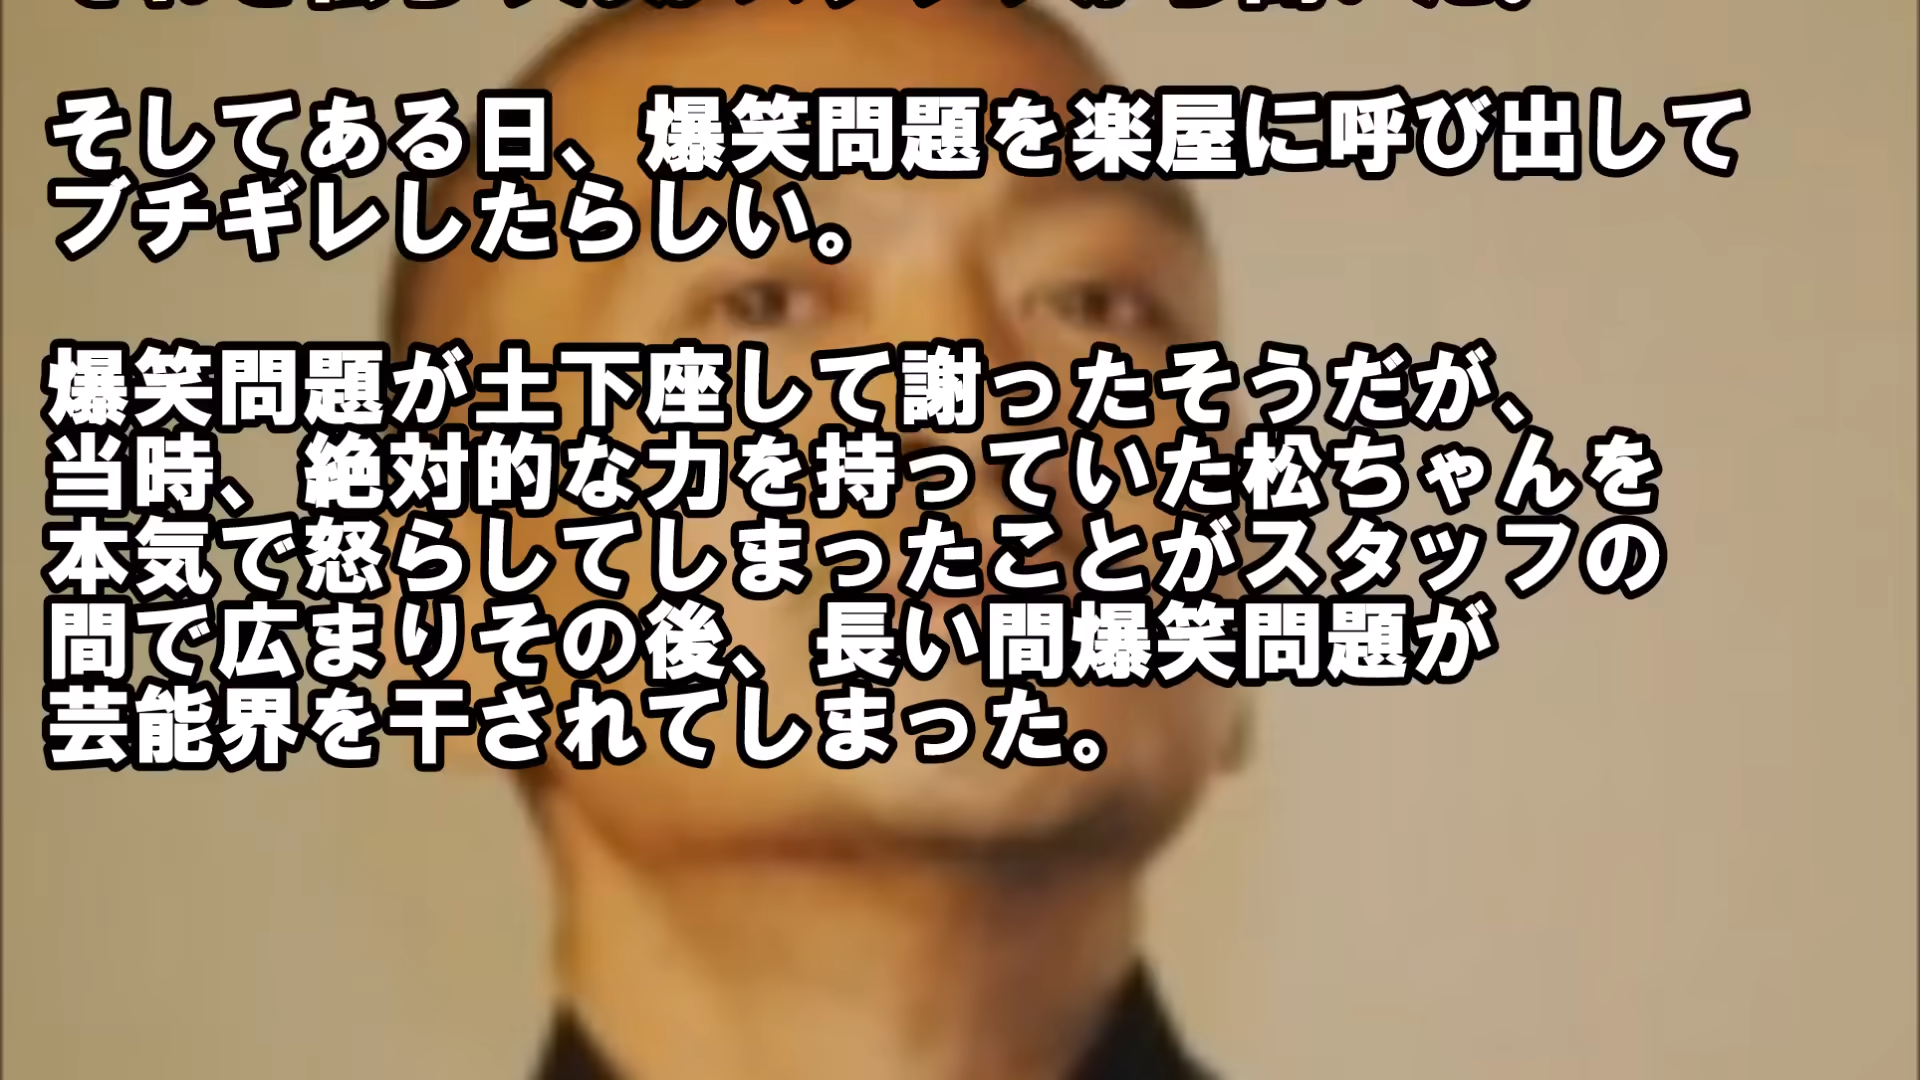 そしてある日、爆笑問題を楽屋に呼び出して
ブチギレしたらしい。
爆笑問題が土下座して謝ったそうだが、
当時、絶対的な力を持っていた松ちゃんを
本気で怒らしてしまったことがスタッフの
間で広まりその後、長い間爆笑問題が
芸能界を干されてしまった。